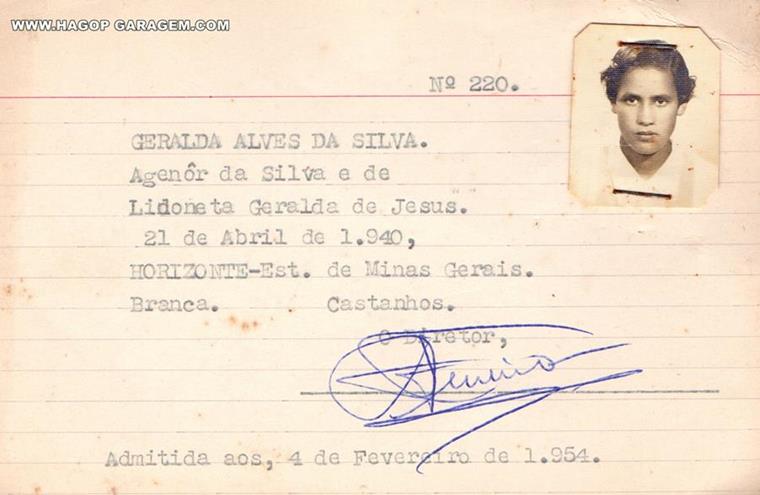 WWW.HAGOP GARAGEM.COM
Nº 220.
GERALDA ALVES DA SILVA.
Agenôr da Silva e de
Lidoneta Geralda de Jesus.
21 de Abril de 1.940,
HORIZONTE-Est. de Minas Gerais.
Branca. Castanhos.
O Diretor,
Admitida aos, 4 de Fevereiro de 1.954.